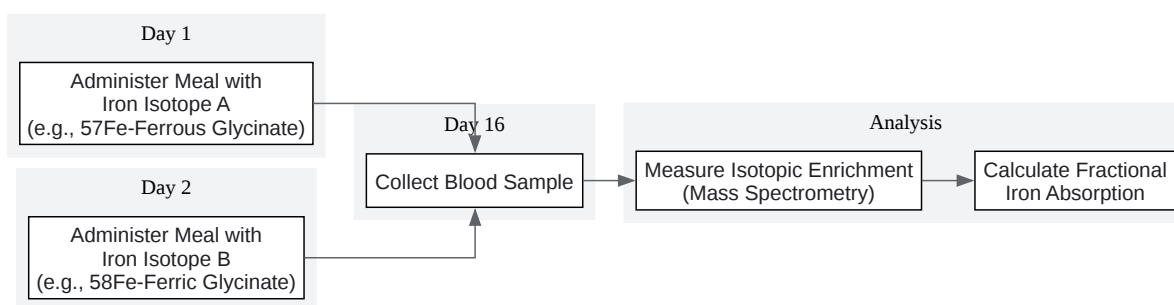 Day 1
Administer Meal with
Iron Isotope A
(e.g., 57Fe-Ferrous Glycinate)
Day 2
Administer Meal with
Iron Isotope B
(e.g., 58Fe-Ferric Glycinate)
Day 16
Collect Blood Sample
Analysis
Measure Isotopic Enrichment
(Mass Spectrometry)
Calculate Fractional
Iron Absorption